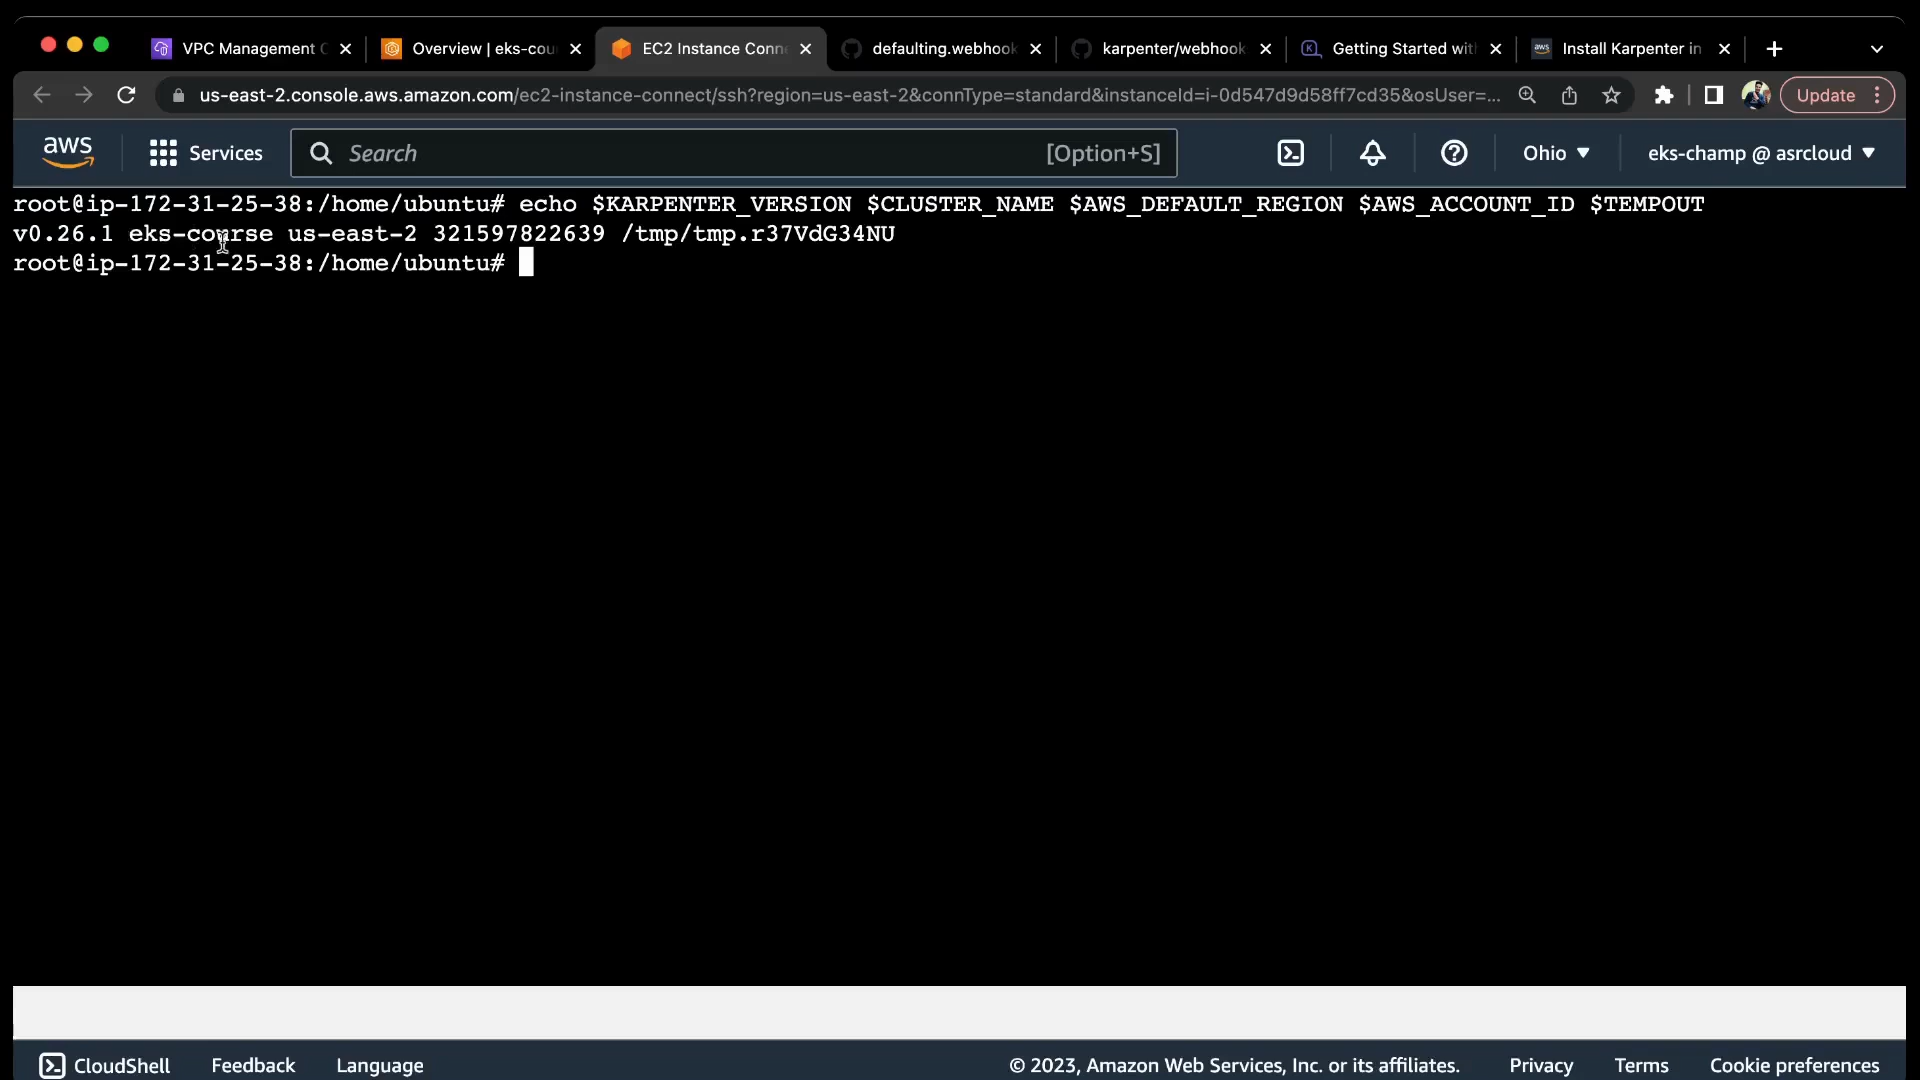 VPC Management C
Overview | eks-cou
EC2 Instance Conn
defaulting.webhook
karpenter/webhook
Getting Started wit
Install Karpenter in
us-east-2.console.aws.amazon.com/ec2-instance-connect/ssh?region=us-east-2&connType=standard&instanceId=i-0d547d9d58ff7cd35&osUser=...
Update
aws
Services
Search
[Option+S]
Ohio
eks-champ @ asrcloud
root@ip-172-31-25-38:/home/ubuntu# echo $KARPENTER_VERSION $CLUSTER_NAME $AWS_DEFAULT_REGION $AWS_ACCOUNT_ID $TEMPOUT
v0.26.1 eks-course us-east-2 321597822639 /tmp/tmp.r37VdG34NU
root@ip-172-31-25-38:/home/ubuntu#
CloudShell
Feedback
Language
© 2023, Amazon Web Services, Inc. or its affiliates.
Privacy
Terms
Cookie preferences